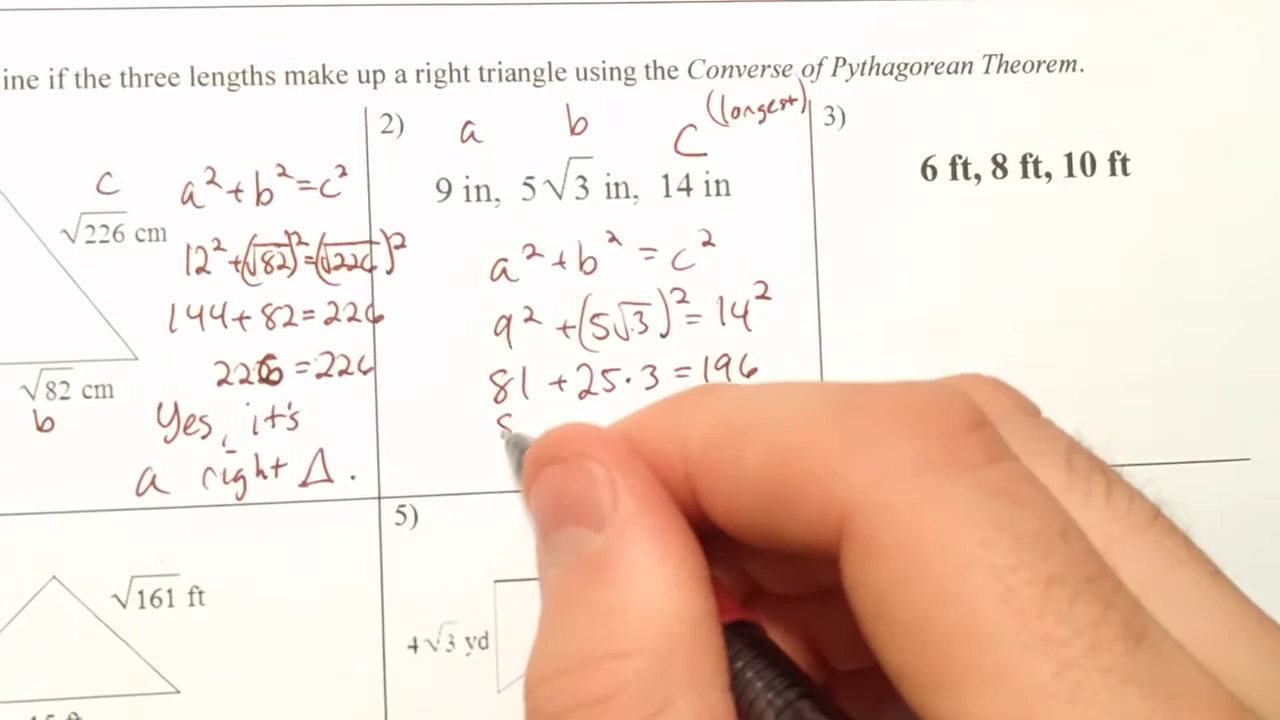 ine if the three lengths make up a right triangle using the Converse of Pythagorean Theorem.
c
√226 cm
a² + b² = c²
12² + (√82)² = (√226)²
144 + 82 = 226
226 = 226
√82 cm
b
Yes, it's
a right Δ.
2)
a b c (longest)
9 in, 5√3 in, 14 in
a² + b² = c²
9² + (5√3)² = 14²
81 + 25·3 = 196
3)
6 ft, 8 ft, 10 ft
√161 ft
5)
4√3 yd